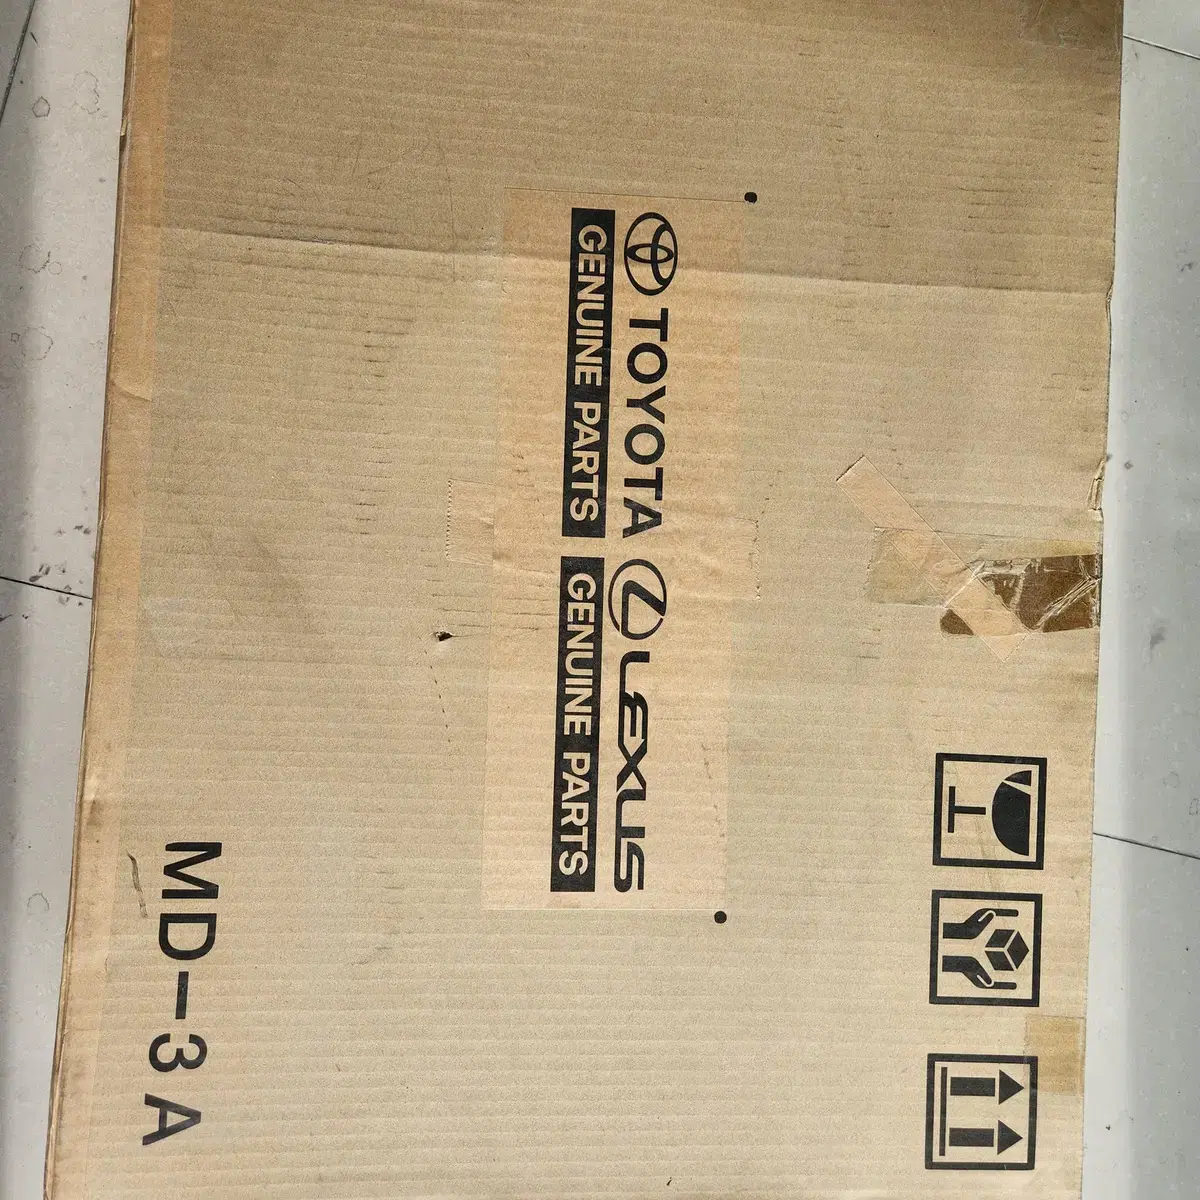 TOYOTA LEXUS
GENUINE PARTS GENUINE PARTS
MD-3A